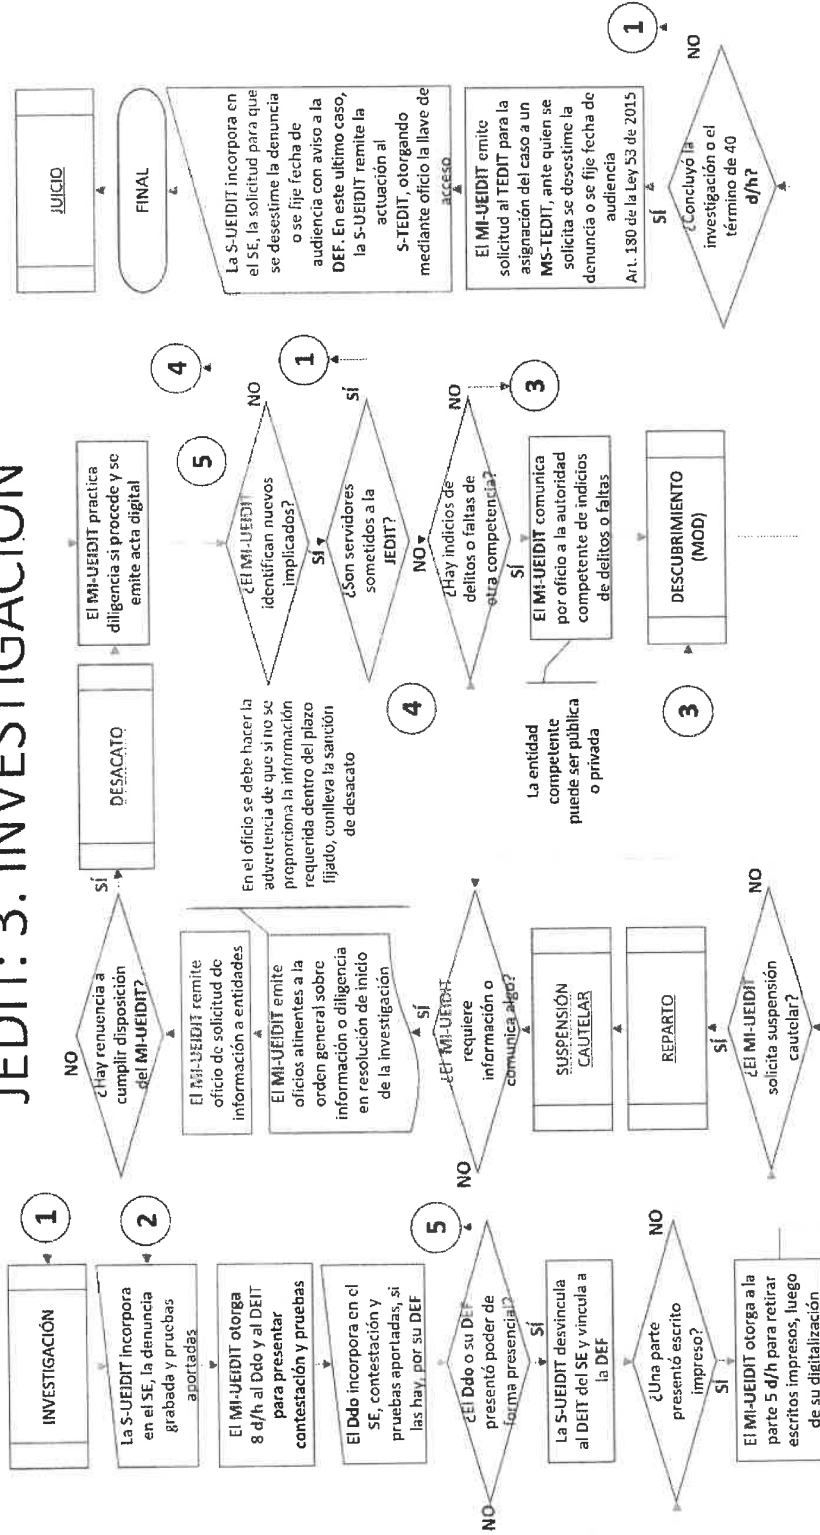 JEDIT: 3. INVESTIGACIÓN
INVESTIGACIÓN
1
2
La S-UEIDIT incorpora
en el SE, la denuncia
grabada y pruebas
aportadas
El MI-UEIDIT otorga
8 d/h al Ddo y al DEIT
para presentar
contestación y pruebas
El Ddo incorpora en el
SE, contestación y
pruebas aportadas, si
las hay, por su DEF
5
¿El Ddo o su DEF
presentó poder de
forma presencial?
NO
SÍ
La S-UEIDIT desvincula
al DEIT del SE y vincula a
la DEF
¿Una parte
presentó escrito
impreso?
NO
SÍ
El MI-UEIDIT otorga a la
parte 5 d/h para retirar
escritos impresos, luego
de su digitalización
NO
¿Hay renuencia a
cumplir disposición
del MI-UEIDIT?
SÍ
El MI-UEIDIT remite
oficio de solicitud de
información a entidades
El MI-UEIDIT emite
oficios atinentes a la
orden general sobre
información o diligencia
en resolución de inicio
de la investigación
En el oficio se debe hacer la
advertencia de que si no se
proporciona la información
requerida dentro del plazo
fijado, conlleva la sanción
de desacato
SÍ
NO
¿El MI-UEIDIT
requiere
información o
comunica algo?
SUSPENSIÓN
CAUTELAR
REPARTO
SÍ
¿El MI-UEIDIT
solicita suspensión
cautelar?
NO
DESACATO
El MI-UEIDIT practica
diligencia si procede y se
emite acta digital
5
4
¿El MI-UEIDIT
identifican nuevos
implicados?
NO
SÍ
1
¿Son servidores
sometidos a la
JEDIT?
SÍ
NO
4
¿Hay indicios de
delitos o faltas de
otra competencia?
NO
3
SÍ
El MI-UEIDIT comunica
por oficio a la autoridad
competente de indicios
de delitos o faltas
La entidad
competente
puede ser pública
o privada
DESCUBRIMIENTO
(MOD)
3
JUICIO
FINAL
La S-UEIDIT incorpora en
el SE, la solicitud para que
se desestime la denuncia
o se fije fecha de
audiencia con aviso a la
DEF. En este ultimo caso,
la S-UEIDIT remite la
actuación al
S-TEDIT, otorgando
mediante oficio la llave de
acceso
El MI-UEIDIT emite
solicitud al TEDIT para la
asignación del caso a un
MS-TEDIT, ante quien se
solicita se desestime la
denuncia o se fije fecha de
audiencia
Art. 180 de la Ley 53 de 2015
SÍ
¿Concluyó la
investigación o el
término de 40
d/h?
NO
1